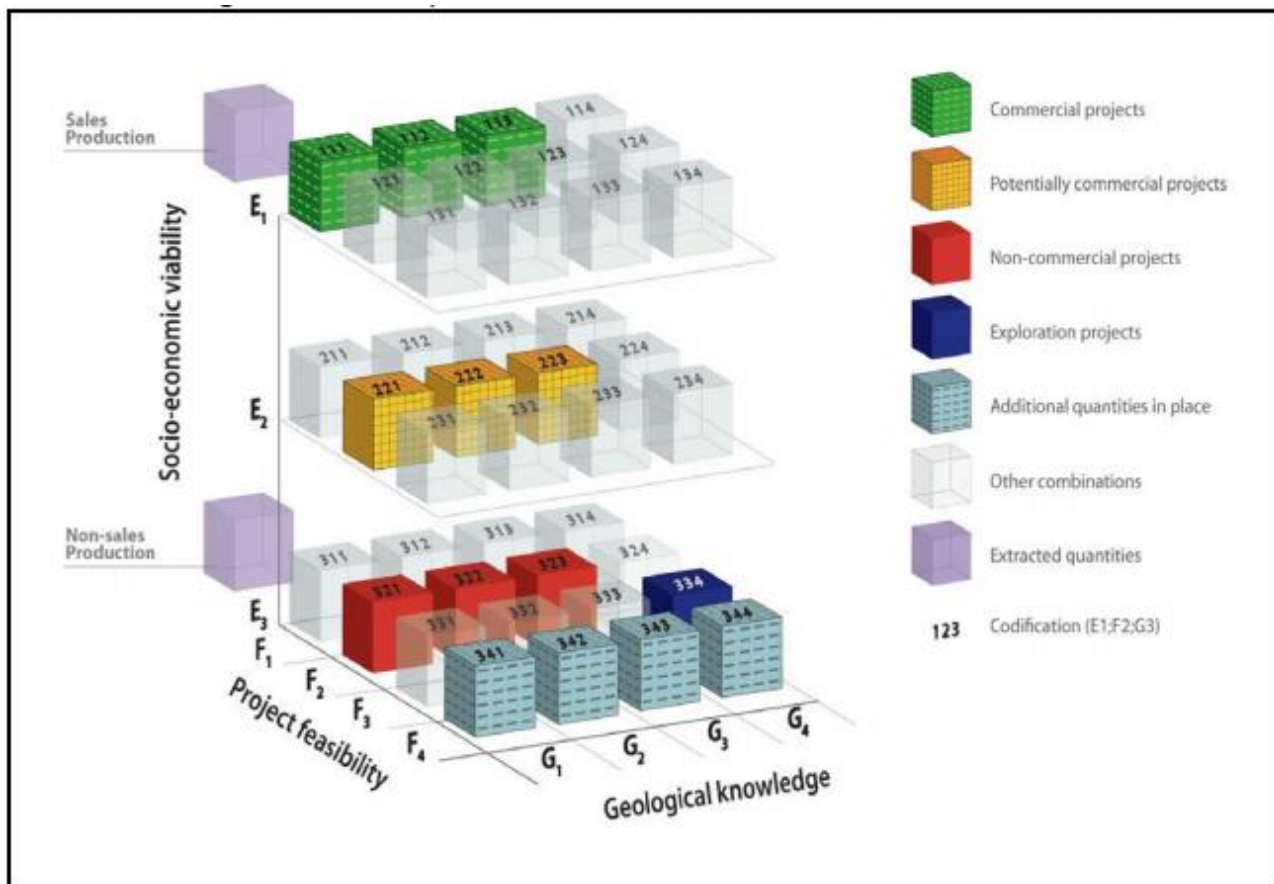 Sales
Production
111
112
113
114
121
122
123
124
131
132
133
134
E1
Socio-economic viability
211
212
213
214
221
222
223
224
231
232
233
234
E2
Non-sales
Production
311
312
313
314
321
322
323
324
331
332
333
334
341
342
343
344
E3
F1
F2
F3
F4
Project feasibility
G1
G2
G3
G4
Geological knowledge
Commercial projects
Potentially commercial projects
Non-commercial projects
Exploration projects
Additional quantities in place
Other combinations
Extracted quantities
123 Codification (E1;F2;G3)